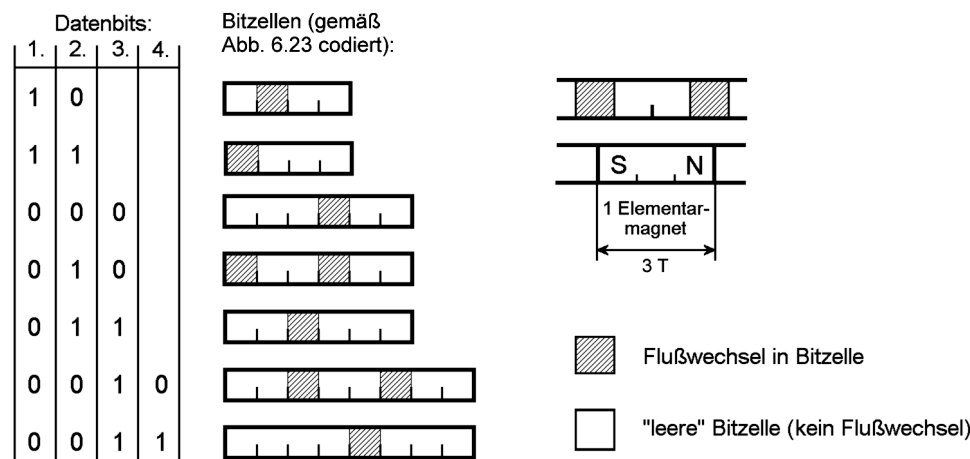 Datenbits:
1. 2. 3. 4.
Bitzellen (gemäß
Abb. 6.23 codiert):
1 0
1 1
0 0 0
0 1 0
0 1 1
0 0 1 0
0 0 1 1
S N
1 Elementar-
magnet
3 T
Flußwechsel in Bitzelle
"leere" Bitzelle (kein Flußwechsel)